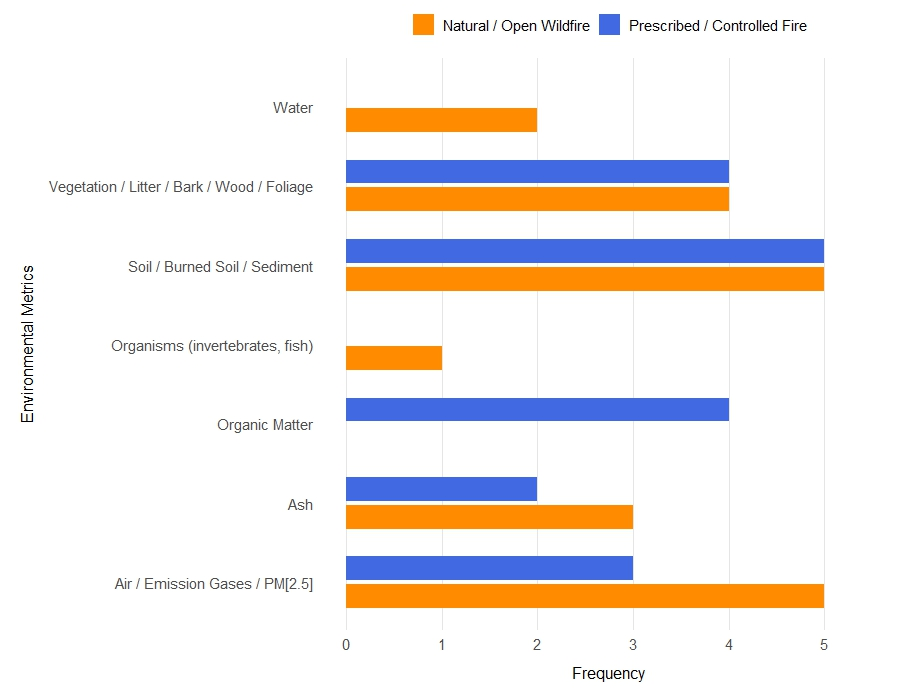 Natural / Open Wildfire Prescribed / Controlled Fire
Water
Vegetation / Litter / Bark / Wood / Foliage
Soil / Burned Soil / Sediment
Organisms (invertebrates, fish)
Organic Matter
Ash
Air / Emission Gases / PM[2.5]
Environmental Metrics
0 1 2 3 4 5
Frequency